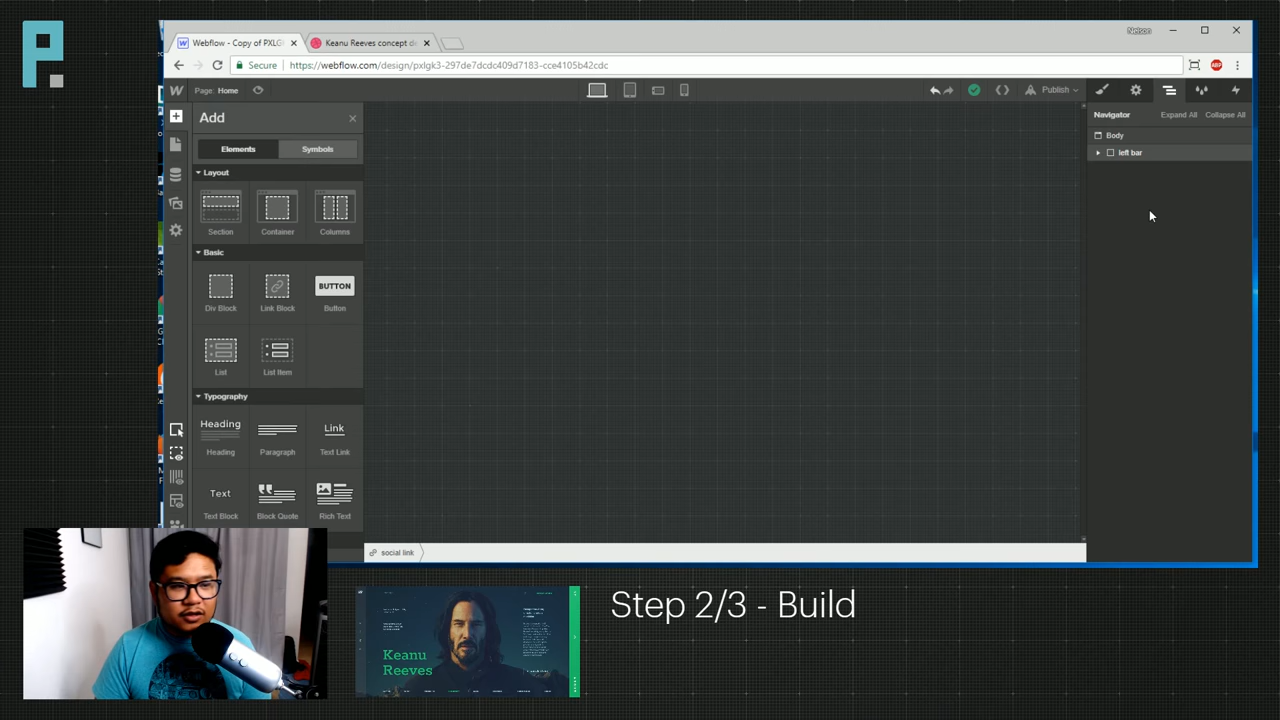 P.
Nelson
Webflow - Copy of PXLG
Keanu Reeves concept de
Secure
https://webflow.com/design/pxlgk3-297de7dcdc409d7183-cce4105b42cdc
ABP
Page: Home
Publish
Add
Navigator
Expand All
Collapse All
Body
left bar
Elements
Symbols
Layout
Section
Container
Columns
Basic
BUTTON
Div Block
Link Block
Button
List
List Item
Typography
Heading
Link
Heading
Paragraph
Text Link
Text
Text Block
Block Quote
Rich Text
social link
Keanu
Reeves
Step 2/3 - Build